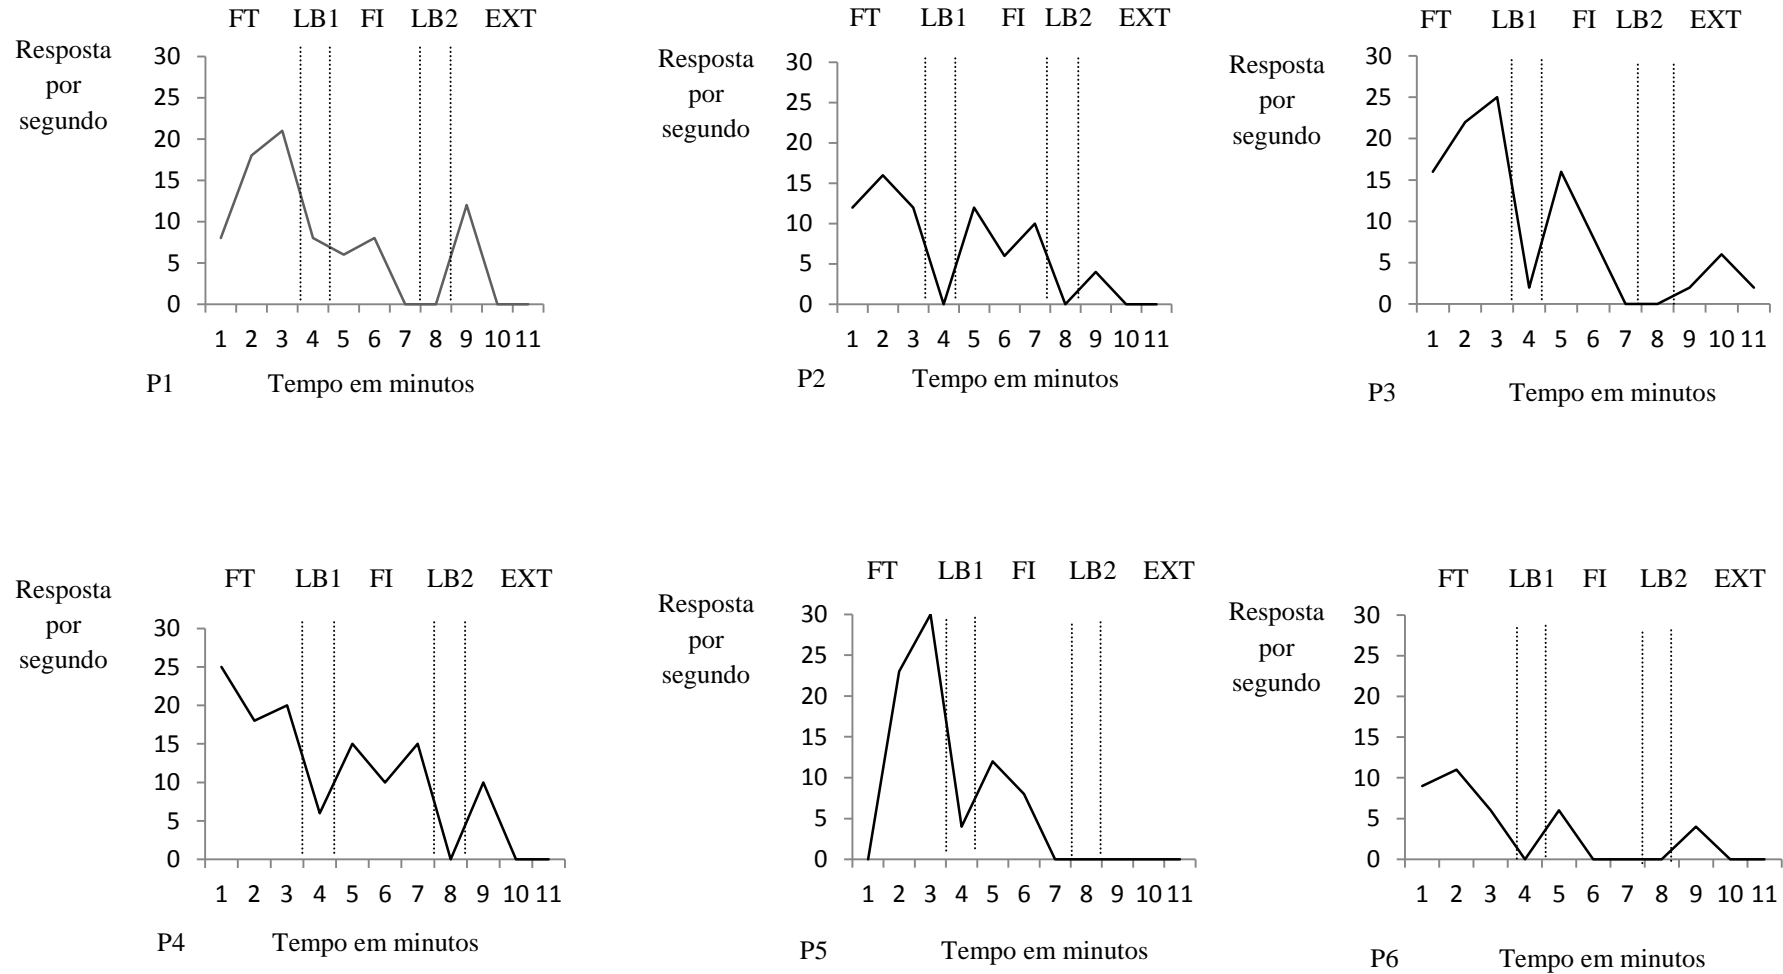 FT LB1 FI LB2 EXT
Resposta
por
segundo
30
25
20
15
10
5
0
1 2 3 4 5 6 7 8 9 10 11
P1 Tempo em minutos
FT LB1 FI LB2 EXT
Resposta
por
segundo
30
25
20
15
10
5
0
1 2 3 4 5 6 7 8 9 10 11
P2 Tempo em minutos
FT LB1 FI LB2 EXT
Resposta
por
segundo
30
25
20
15
10
5
0
1 2 3 4 5 6 7 8 9 10 11
P3 Tempo em minutos
FT LB1 FI LB2 EXT
Resposta
por
segundo
30
25
20
15
10
5
0
1 2 3 4 5 6 7 8 9 10 11
P4 Tempo em minutos
FT LB1 FI LB2 EXT
Resposta
por
segundo
30
25
20
15
10
5
0
1 2 3 4 5 6 7 8 9 10 11
P5 Tempo em minutos
FT LB1 FI LB2 EXT
Resposta
por
segundo
30
25
20
15
10
5
0
1 2 3 4 5 6 7 8 9 10 11
P6 Tempo em minutos